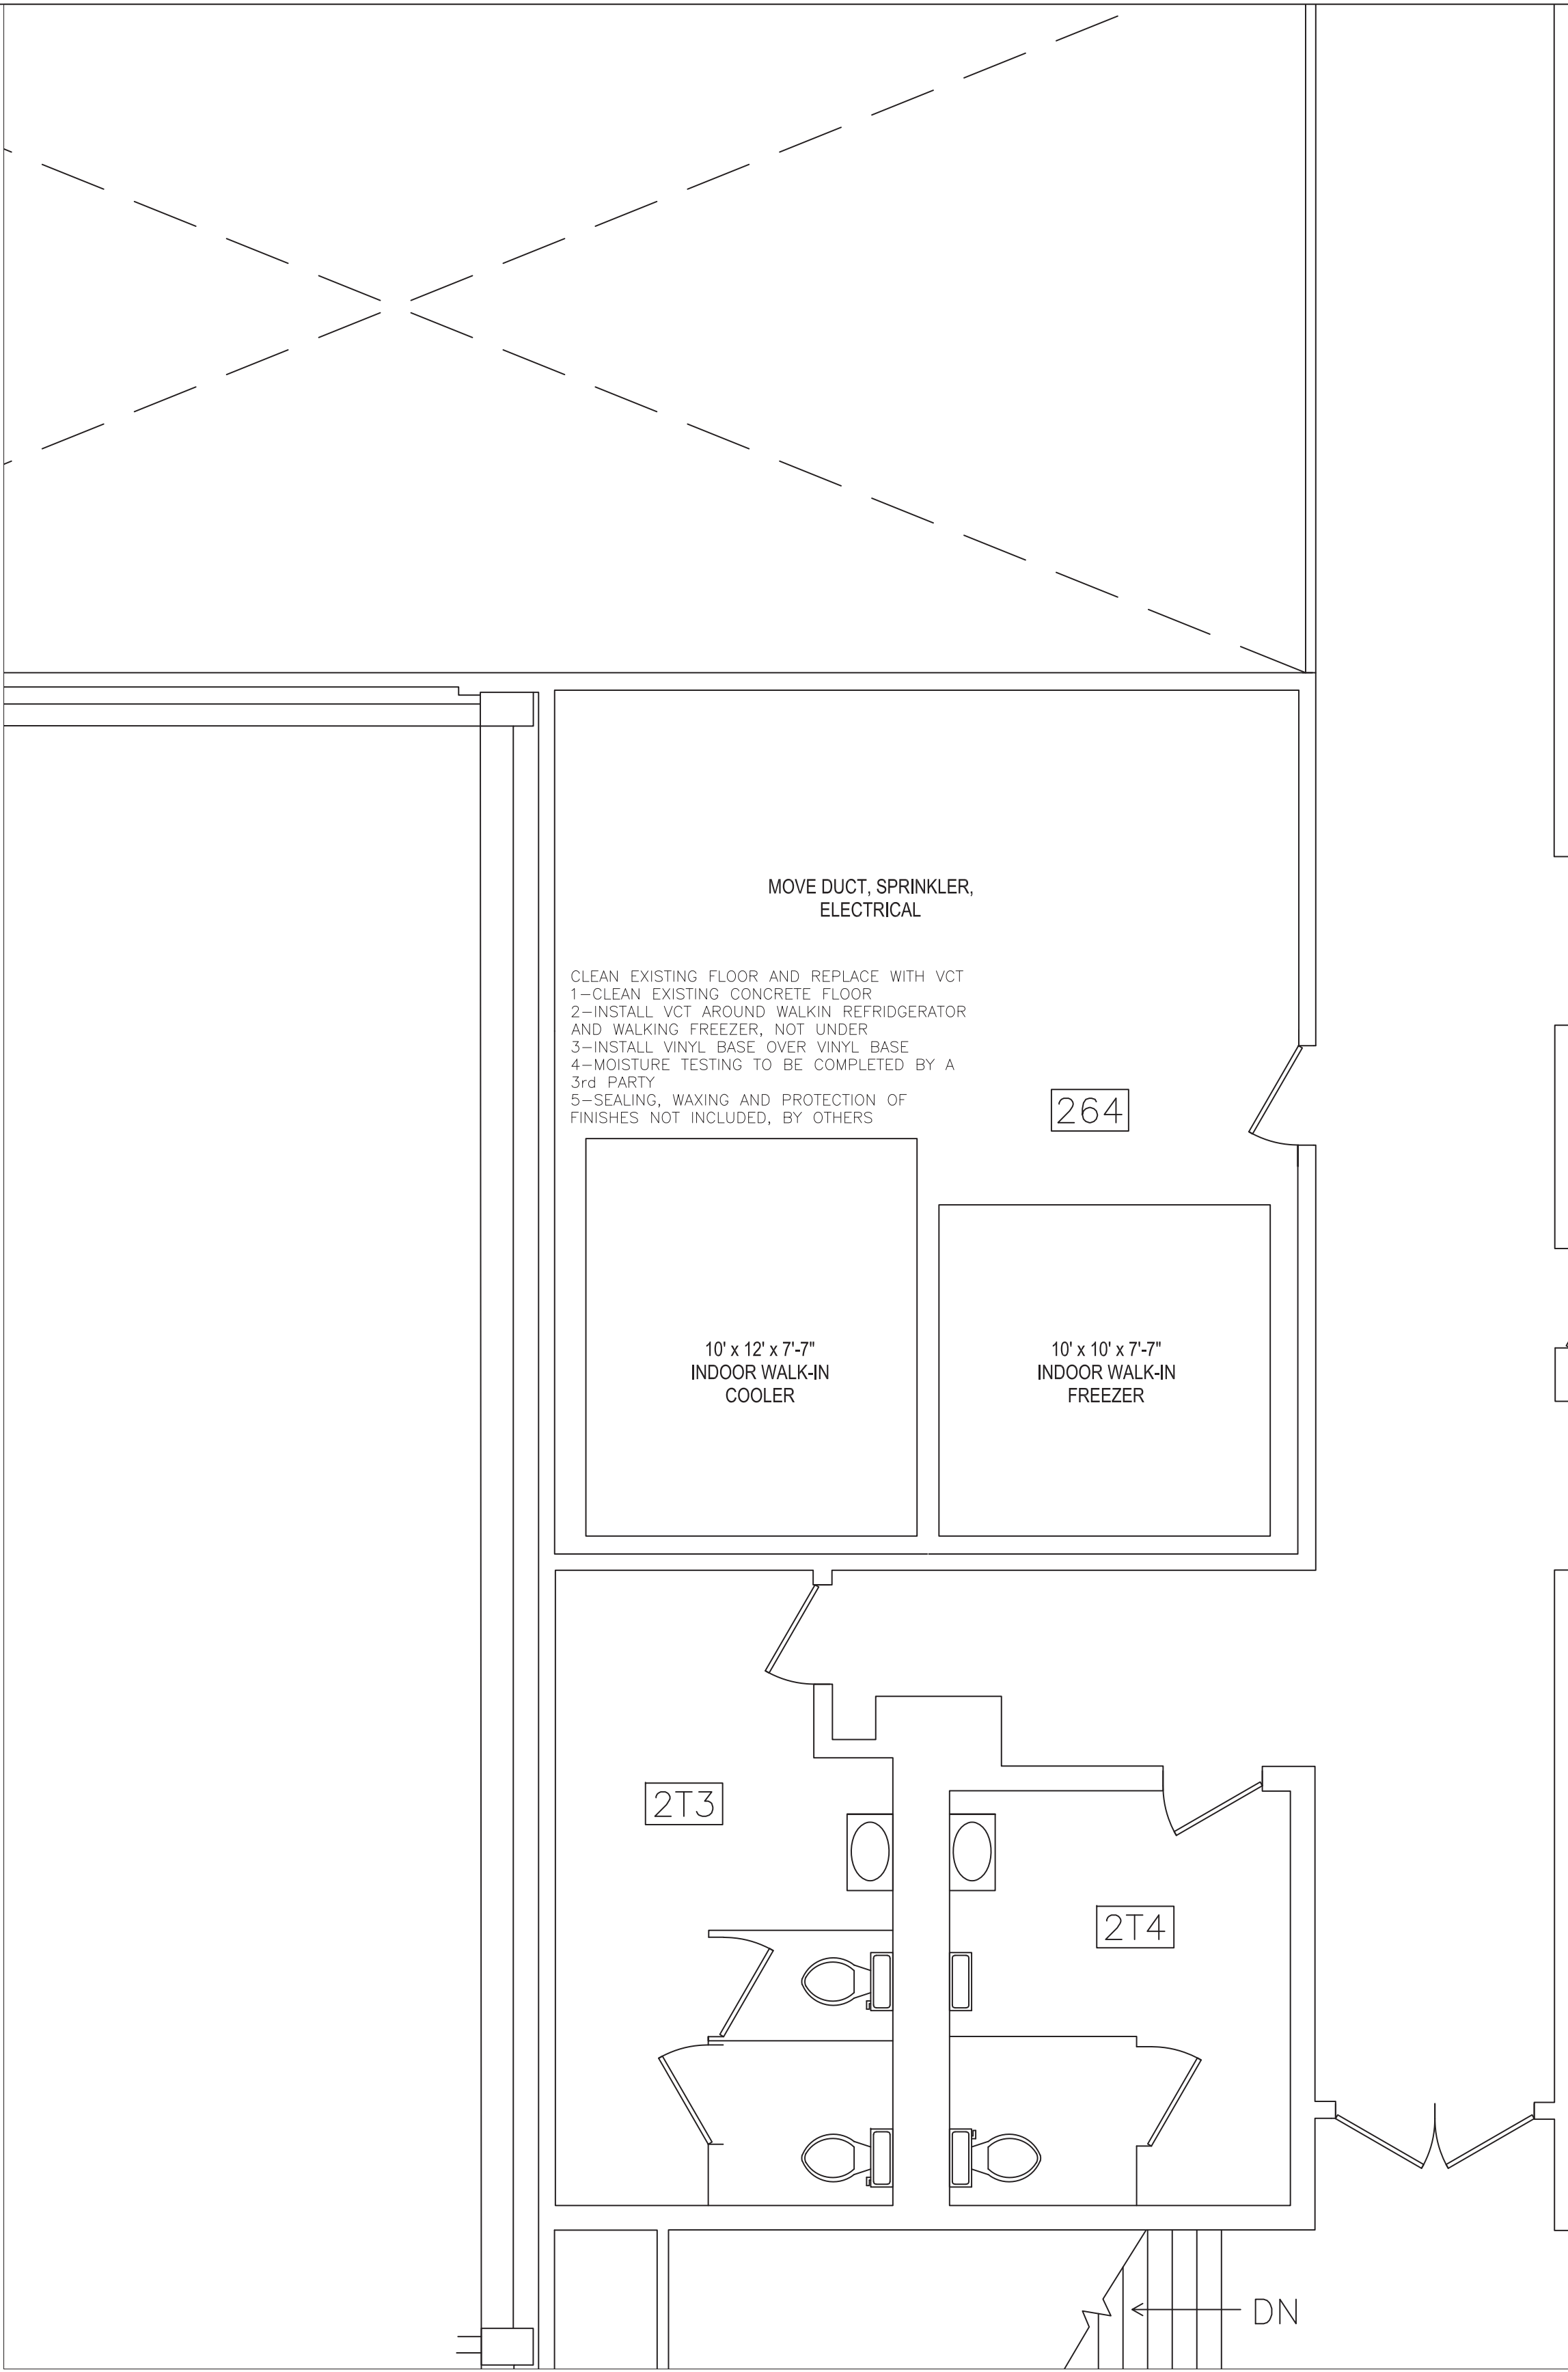 MOVE DUCT, SPRINKLER,
ELECTRICAL
CLEAN EXISTING FLOOR AND REPLACE WITH VCT
1-CLEAN EXISTING CONCRETE FLOOR
2-INSTALL VCT AROUND WALKIN REFRIDGERATOR
AND WALKING FREEZER, NOT UNDER
3-INSTALL VINYL BASE OVER VINYL BASE
4-MOISTURE TESTING TO BE COMPLETED BY A
3rd PARTY
5-SEALING, WAXING AND PROTECTION OF
FINISHES NOT INCLUDED, BY OTHERS
264
10' x 12' x 7'-7"
INDOOR WALK-IN
COOLER
10' x 10' x 7'-7"
INDOOR WALK-IN
FREEZER
2T3
2T4
DN